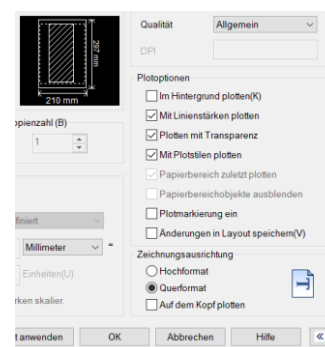 Qualität Allgemein
DPI
297 mm
210 mm
Plotoptionen
Im Hintergrund plotten(K)
Mit Linienstärken plotten
opienzahl (B)
1
Plotten mit Transparenz
Mit Plotstilen plotten
Papierbereich zuletzt plotten
Papierbereichobjekte ausblenden
finiert
Plotmarkierung ein
Änderungen in Layout speichern(V)
Millimeter =
Zeichnungsausrichtung
Einheiten(U)
Hochformat
Querformat
rken skalier.
Auf dem Kopf plotten
t anwenden OK Abbrechen Hilfe «